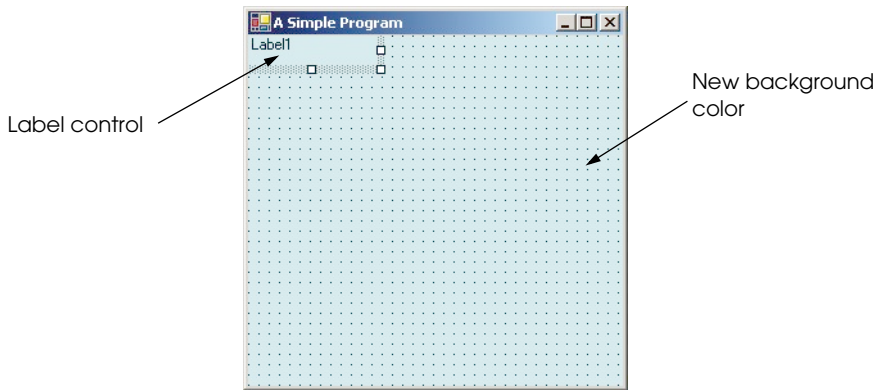 A Simple Program
Label1
Label control
New background
color